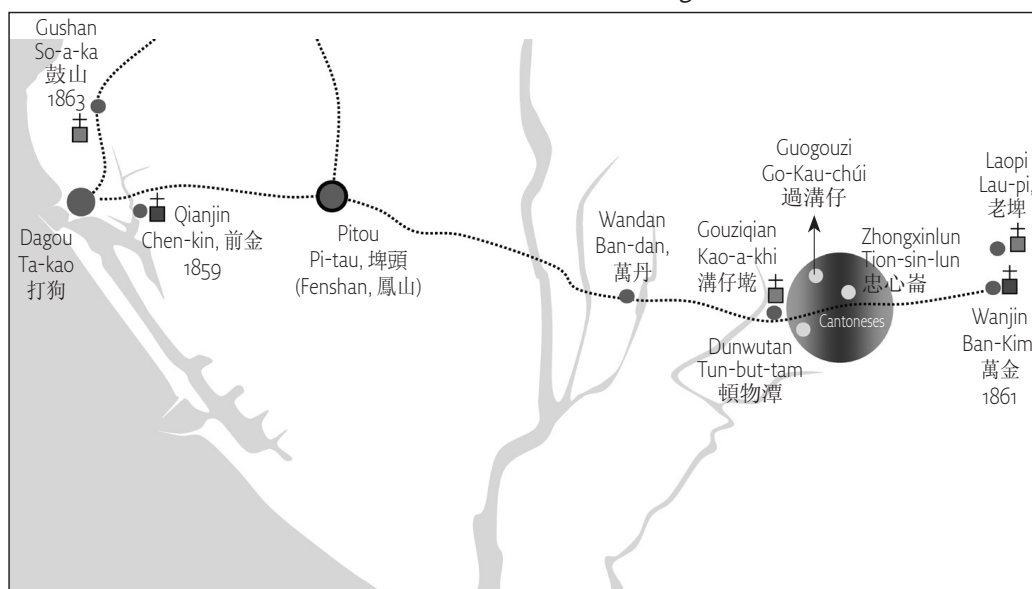 Gushan
So-a-ka
鼓山
1863
Dagou
Ta-kao
打狗
Qianjin
Chen-kin, 前金
1859
Pitou
Pi-tau, 埤頭
(Fenshan, 鳳山)
Wandan
Ban-dan,
萬丹
Gouziqian
Kao-a-khi
溝仔墘
Guogouzi
Go-Kau-chúi
過溝仔
Zhongxinlun
Tion-sin-lun
忠心崙
Cantoneses
Dunwutan
Tun-but-tam
頓物潭
Laopi
Lau-pi,
老埤
Wanjin
Ban-Kim
萬金
1861